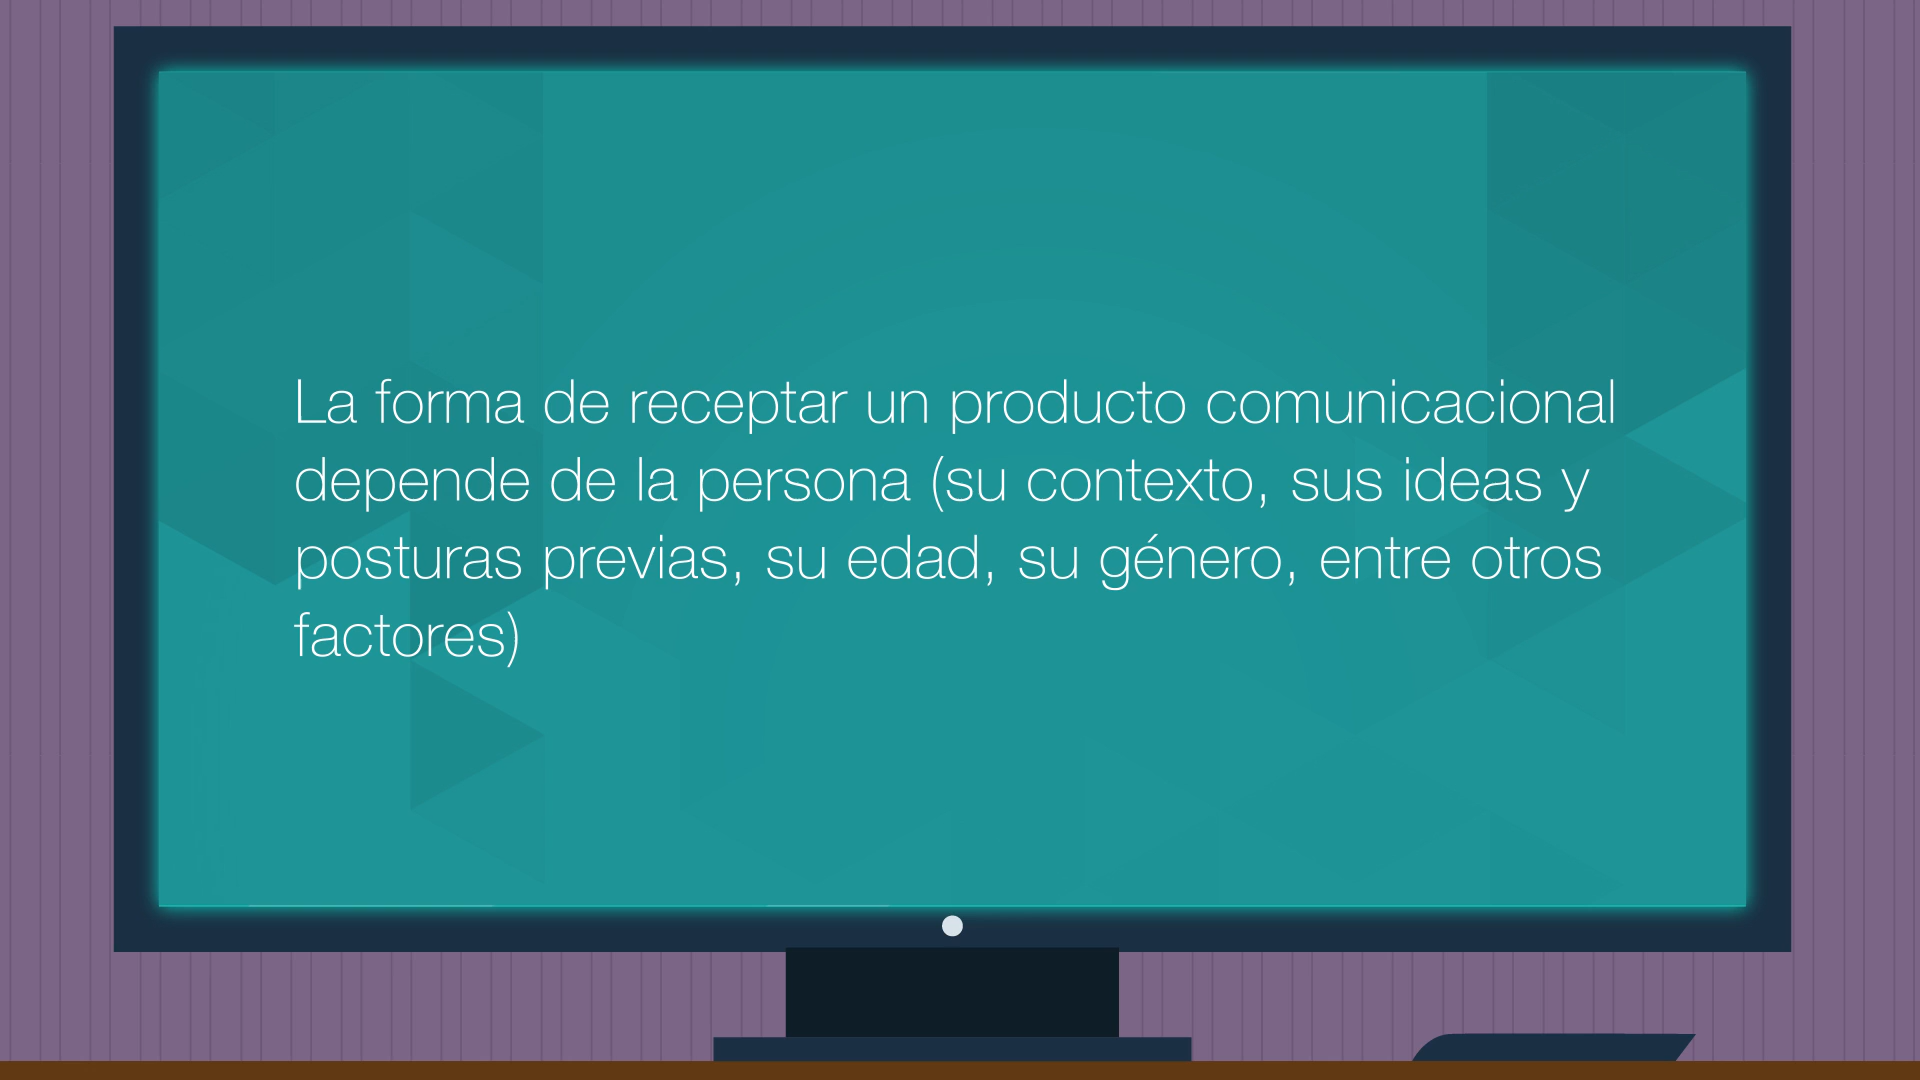 La forma de receptar un producto comunicacional
depende de la persona (su contexto, sus ideas y
posturas previas, su edad, su género, entre otros
factores)